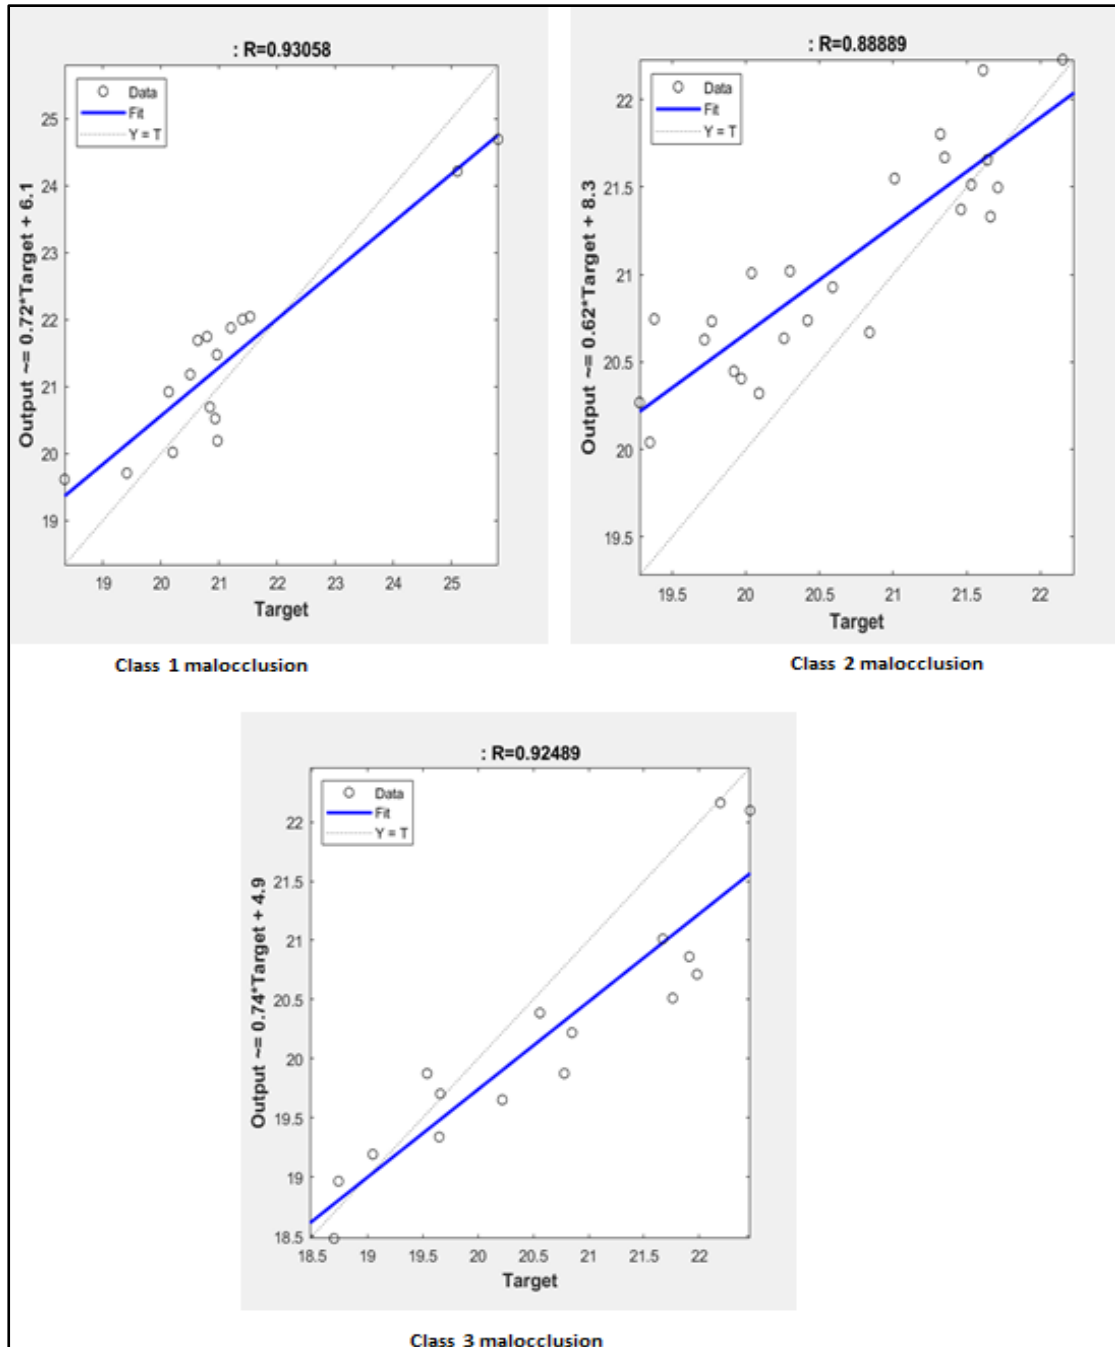 : R=0.93058
Data
Fit
Y = T
25
24
23
22
21
20
19
Output ~= 0.72*Target + 6.1
19 20 21 22 23 24 25
Target
Class 1 malocclusion
: R=0.88889
Data
Fit
Y = T
22
21.5
21
20.5
20
19.5
Output ~= 0.62*Target + 8.3
19.5 20 20.5 21 21.5 22
Target
Class 2 malocclusion
: R=0.92489
Data
Fit
Y = T
22
21.5
21
20.5
20
19.5
19
18.5
Output ~= 0.74*Target + 4.9
18.5 19 19.5 20 20.5 21 21.5 22
Target
Class 3 malocclusion